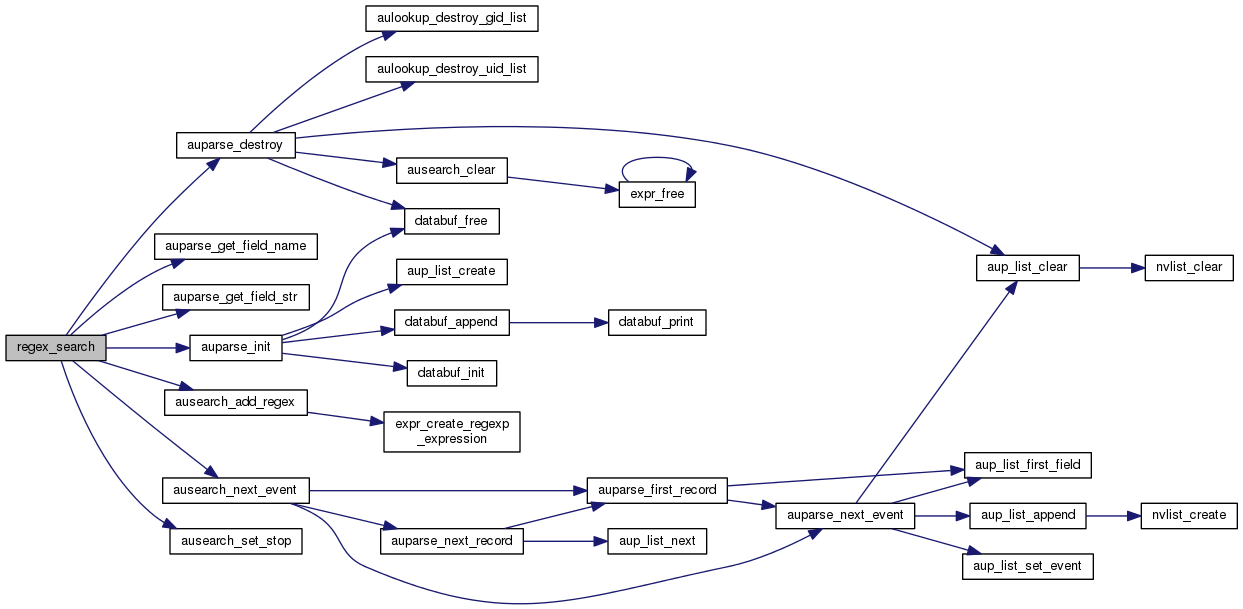 aulookup_destroy_gid_list
aulookup_destroy_uid_list
auparse_destroy
ausearch_clear
expr_free
databuf_free
auparse_get_field_name
aup_list_create
aup_list_clear
nvlist_clear
auparse_get_field_str
databuf_append
databuf_print
regex_search
auparse_init
databuf_init
ausearch_add_regex
expr_create_regexp
_expression
aup_list_first_field
ausearch_next_event
auparse_first_record
auparse_next_event
aup_list_append
nvlist_create
ausearch_set_stop
auparse_next_record
aup_list_next
aup_list_set_event